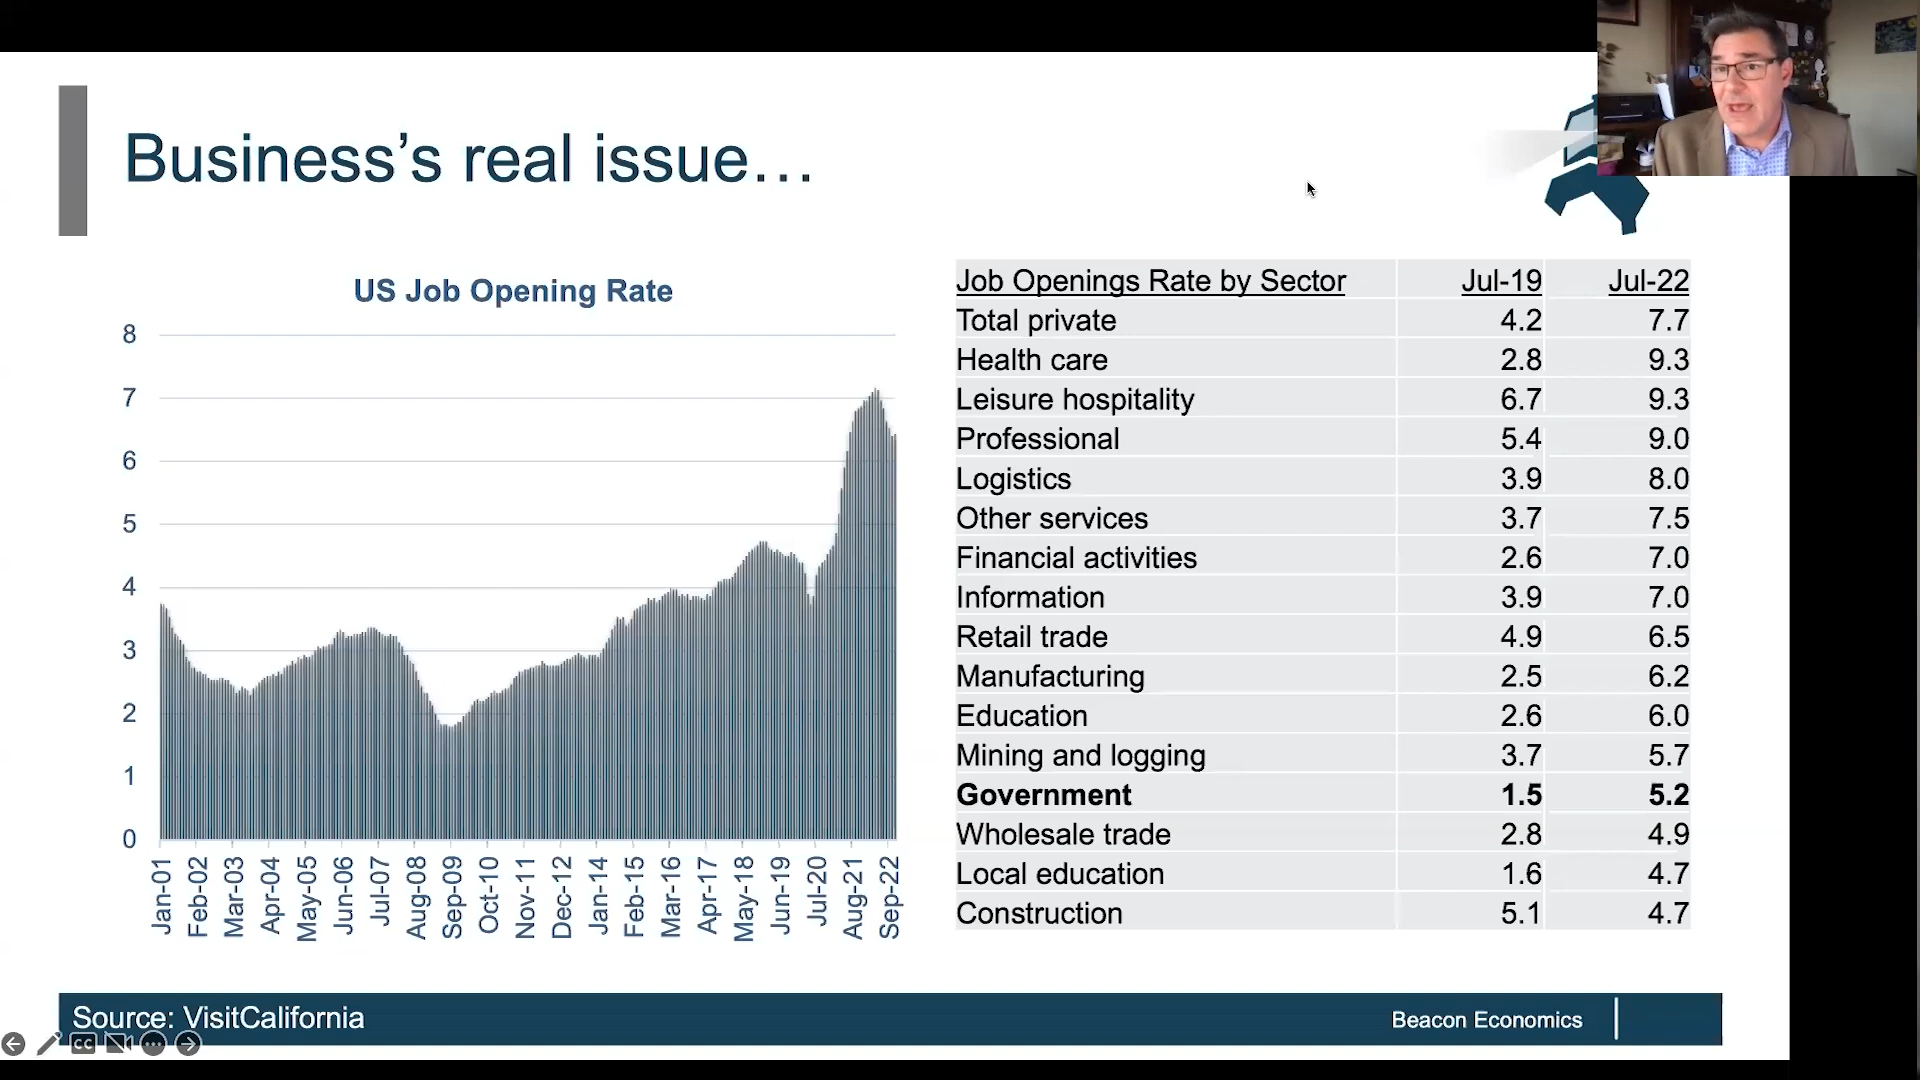 Business’s real issue…
US Job Opening Rate
8
7
6
5
4
3
2
1
0
Jan-01 Feb-02 Mar-03 Apr-04 May-05 Jun-06 Jul-07 Aug-08 Sep-09 Oct-10 Nov-11 Dec-12 Jan-14 Feb-15 Mar-16 Apr-17 May-18 Jun-19 Jul-20 Aug-21 Sep-22
Job Openings Rate by Sector Jul-19 Jul-22
Total private 4.2 7.7
Health care 2.8 9.3
Leisure hospitality 6.7 9.3
Professional 5.4 9.0
Logistics 3.9 8.0
Other services 3.7 7.5
Financial activities 2.6 7.0
Information 3.9 7.0
Retail trade 4.9 6.5
Manufacturing 2.5 6.2
Education 2.6 6.0
Mining and logging 3.7 5.7
Government 1.5 5.2
Wholesale trade 2.8 4.9
Local education 1.6 4.7
Construction 5.1 4.7
Source: VisitCalifornia
Beacon Economics
CC